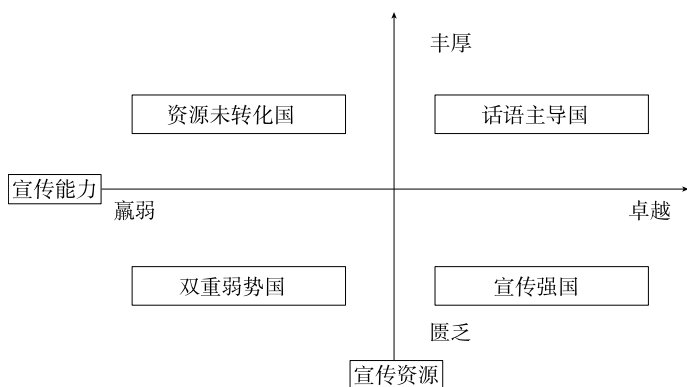 丰厚
资源未转化国
话语主导国
宣传能力
羸弱
卓越
双重弱势国
宣传强国
匮乏
宣传资源